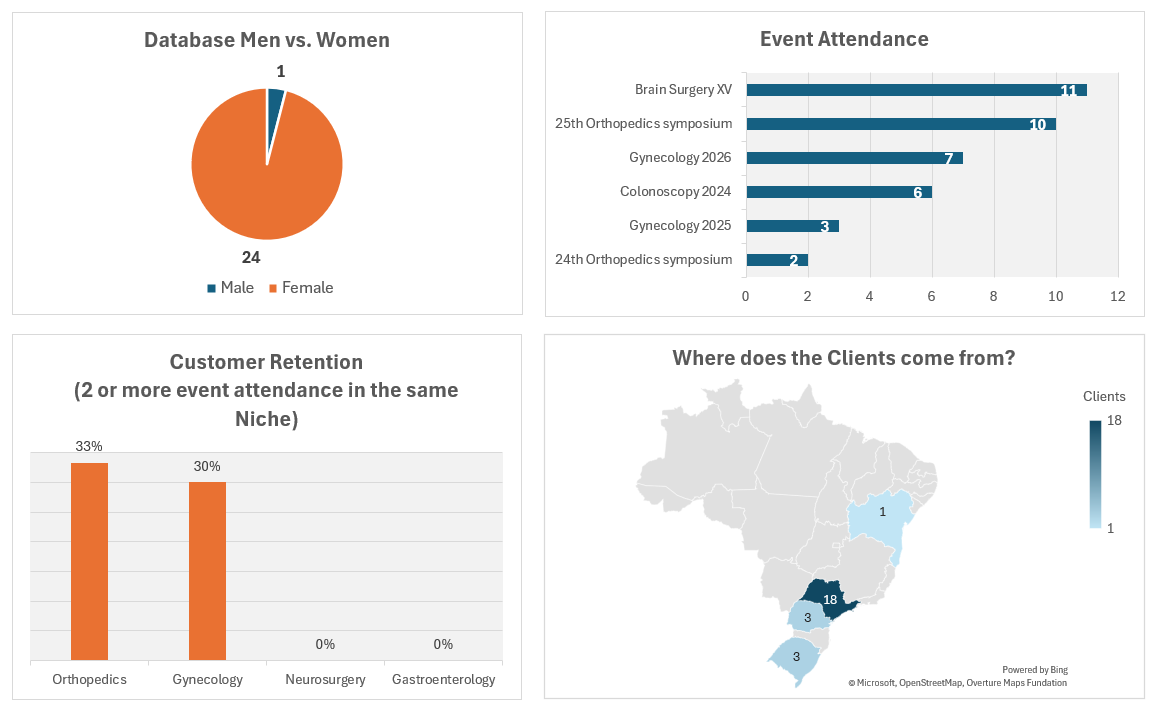 Database Men vs. Women
1
24
Male Female
Event Attendance
Brain Surgery XV 11
25th Orthopedics symposium 10
Gynecology 2026 7
Colonoscopy 2024 6
Gynecology 2025 3
24th Orthopedics symposium 2
0 2 4 6 8 10 12
Customer Retention
(2 or more event attendance in the same
Niche)
33%
30%
0% 0%
Orthopedics Gynecology Neurosurgery Gastroenterology
Where does the Clients come from?
Clients
18
1
1
18
3
3
Powered by Bing
© Microsoft, OpenStreetMap, Overture Maps Fundation